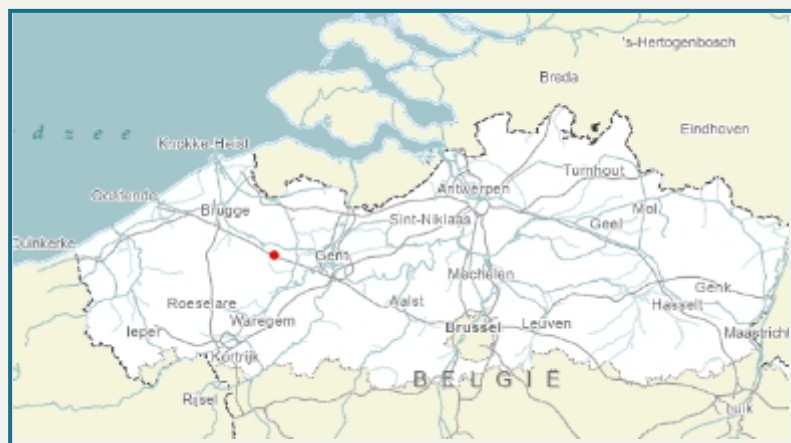 's-Hertogenbosch
Breda
Eindhoven
d z e e
Knokke-Heist
Turnhout
Oostende
Antwerpen
Mol
Brugge
Sint-Niklaas
Geel
Duinkerke
Gent
Mechelen
Genk
Roeselare
Aalst
Hasselt
Ieper
Waregem
Brussel
Leuven
Maastricht
Kortrijk
BELGIË
Rijsel
Luik